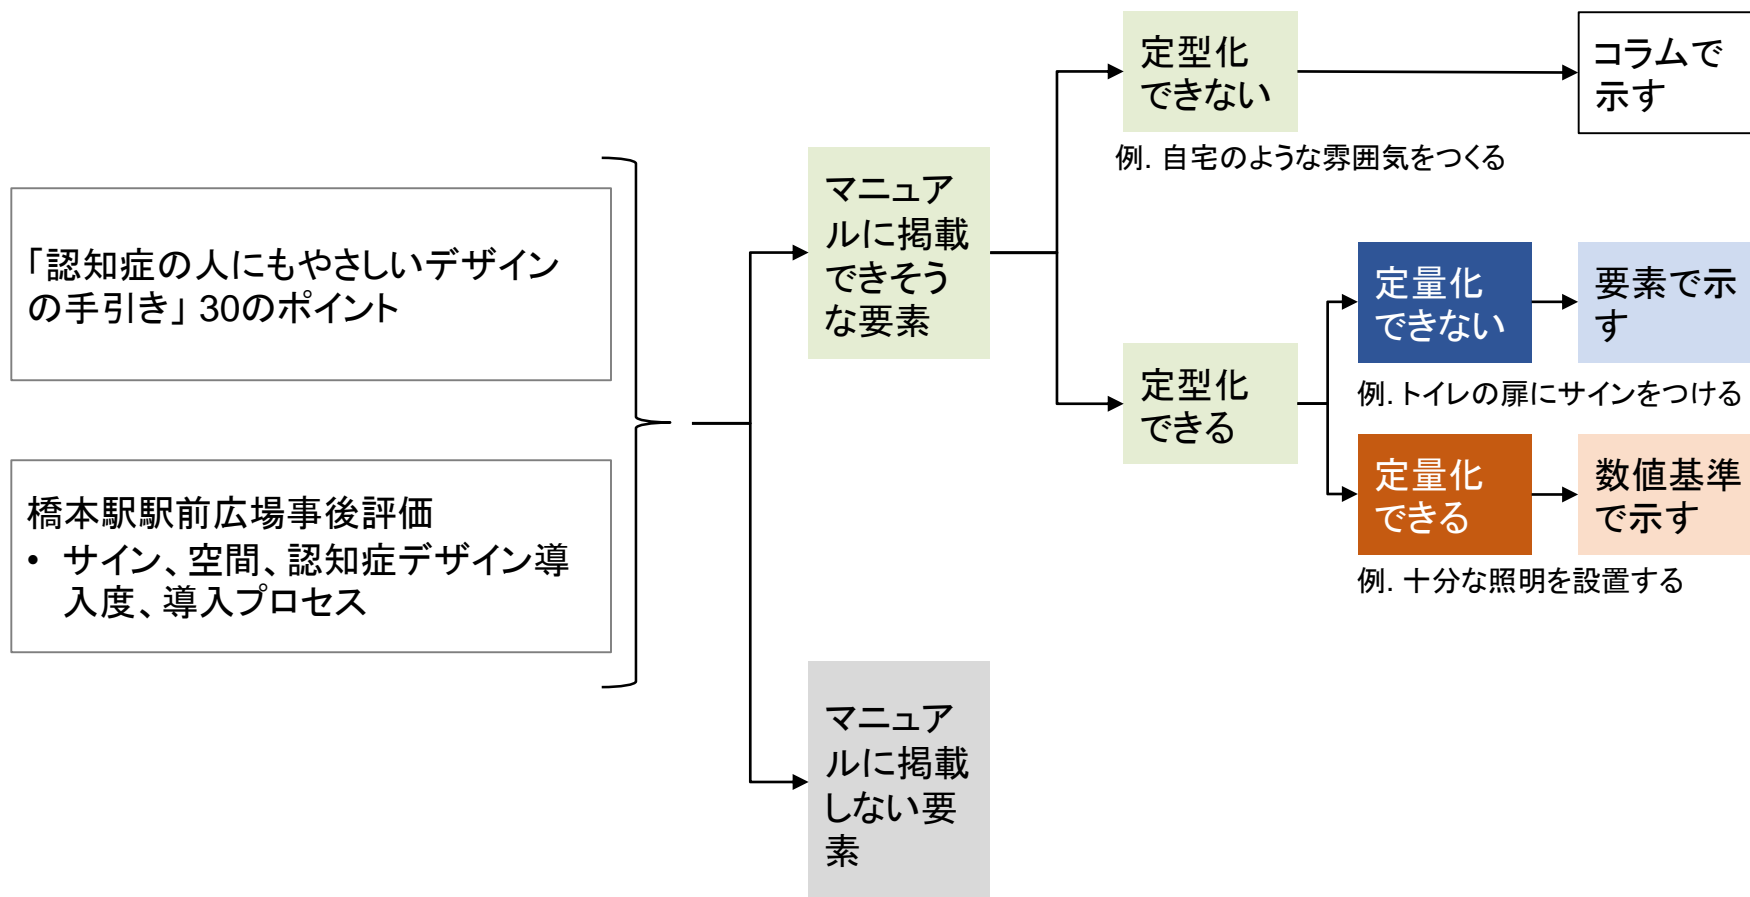 「認知症の人にもやさしいデザイン
の手引き」 30のポイント
橋本駅駅前広場事後評価
• サイン、空間、認知症デザイン導
入度、導入プロセス
マニュア
ルに掲載
できそう
な要素
マニュア
ルに掲載
しない要
素
定型化
できない
例. 自宅のような雰囲気をつくる
コラムで
示す
定型化
できる
定量化
できない
要素で示
す
例. トイレの扉にサインをつける
定量化
できる
数値基準
で示す
例. 十分な照明を設置する